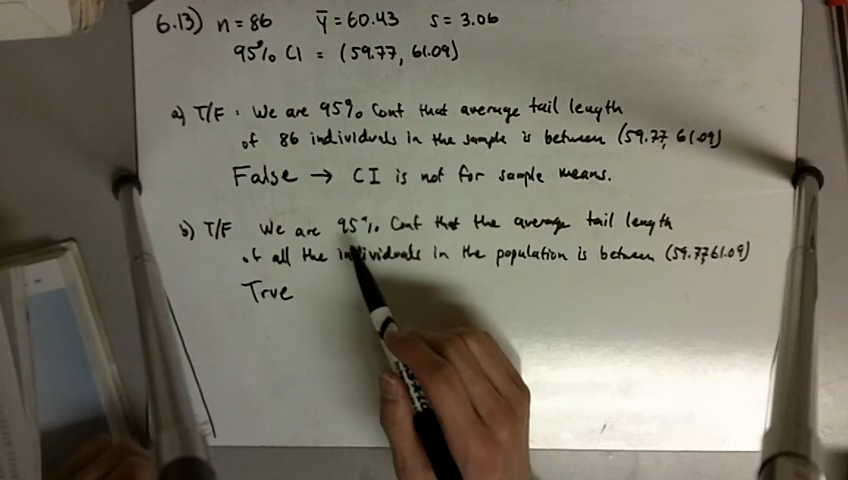 6.13) n = 86 ȳ = 60.43 s = 3.06
95% CI = (59.77, 61.09)
a) T/F : We are 95% Conf that average tail length
of 86 individuals in the sample is between (59.77, 61.09)
False → CI is not for sample means.
b) T/F We are 95% Conf that the average tail length
of all the individuals in the population is between (59.77, 61.09)
True